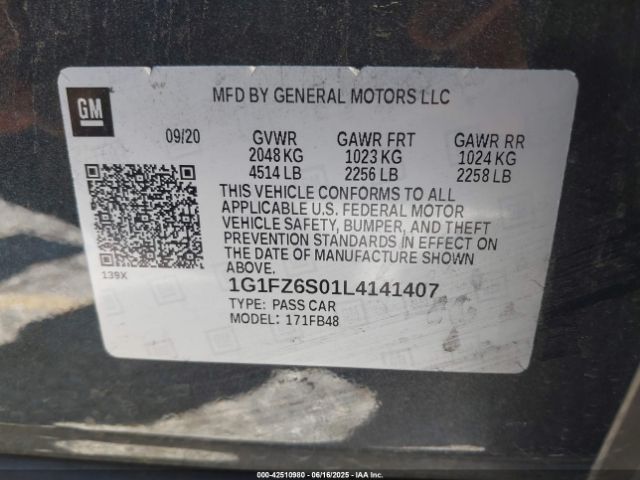 GM
MFD BY GENERAL MOTORS LLC
09/20 GVWR GAWR FRT GAWR RR
2048 KG 1023 KG 1024 KG
4514 LB 2256 LB 2258 LB
THIS VEHICLE CONFORMS TO ALL
APPLICABLE U.S. FEDERAL MOTOR
VEHICLE SAFETY, BUMPER, AND THEFT
PREVENTION STANDARDS IN EFFECT ON
THE DATE OF MANUFACTURE SHOWN
ABOVE.
139X
1G1FZ6S01L4141407
TYPE: PASS CAR
MODEL: 171FB48
000-42510980 - 06/16/2025 - IAAI.COM